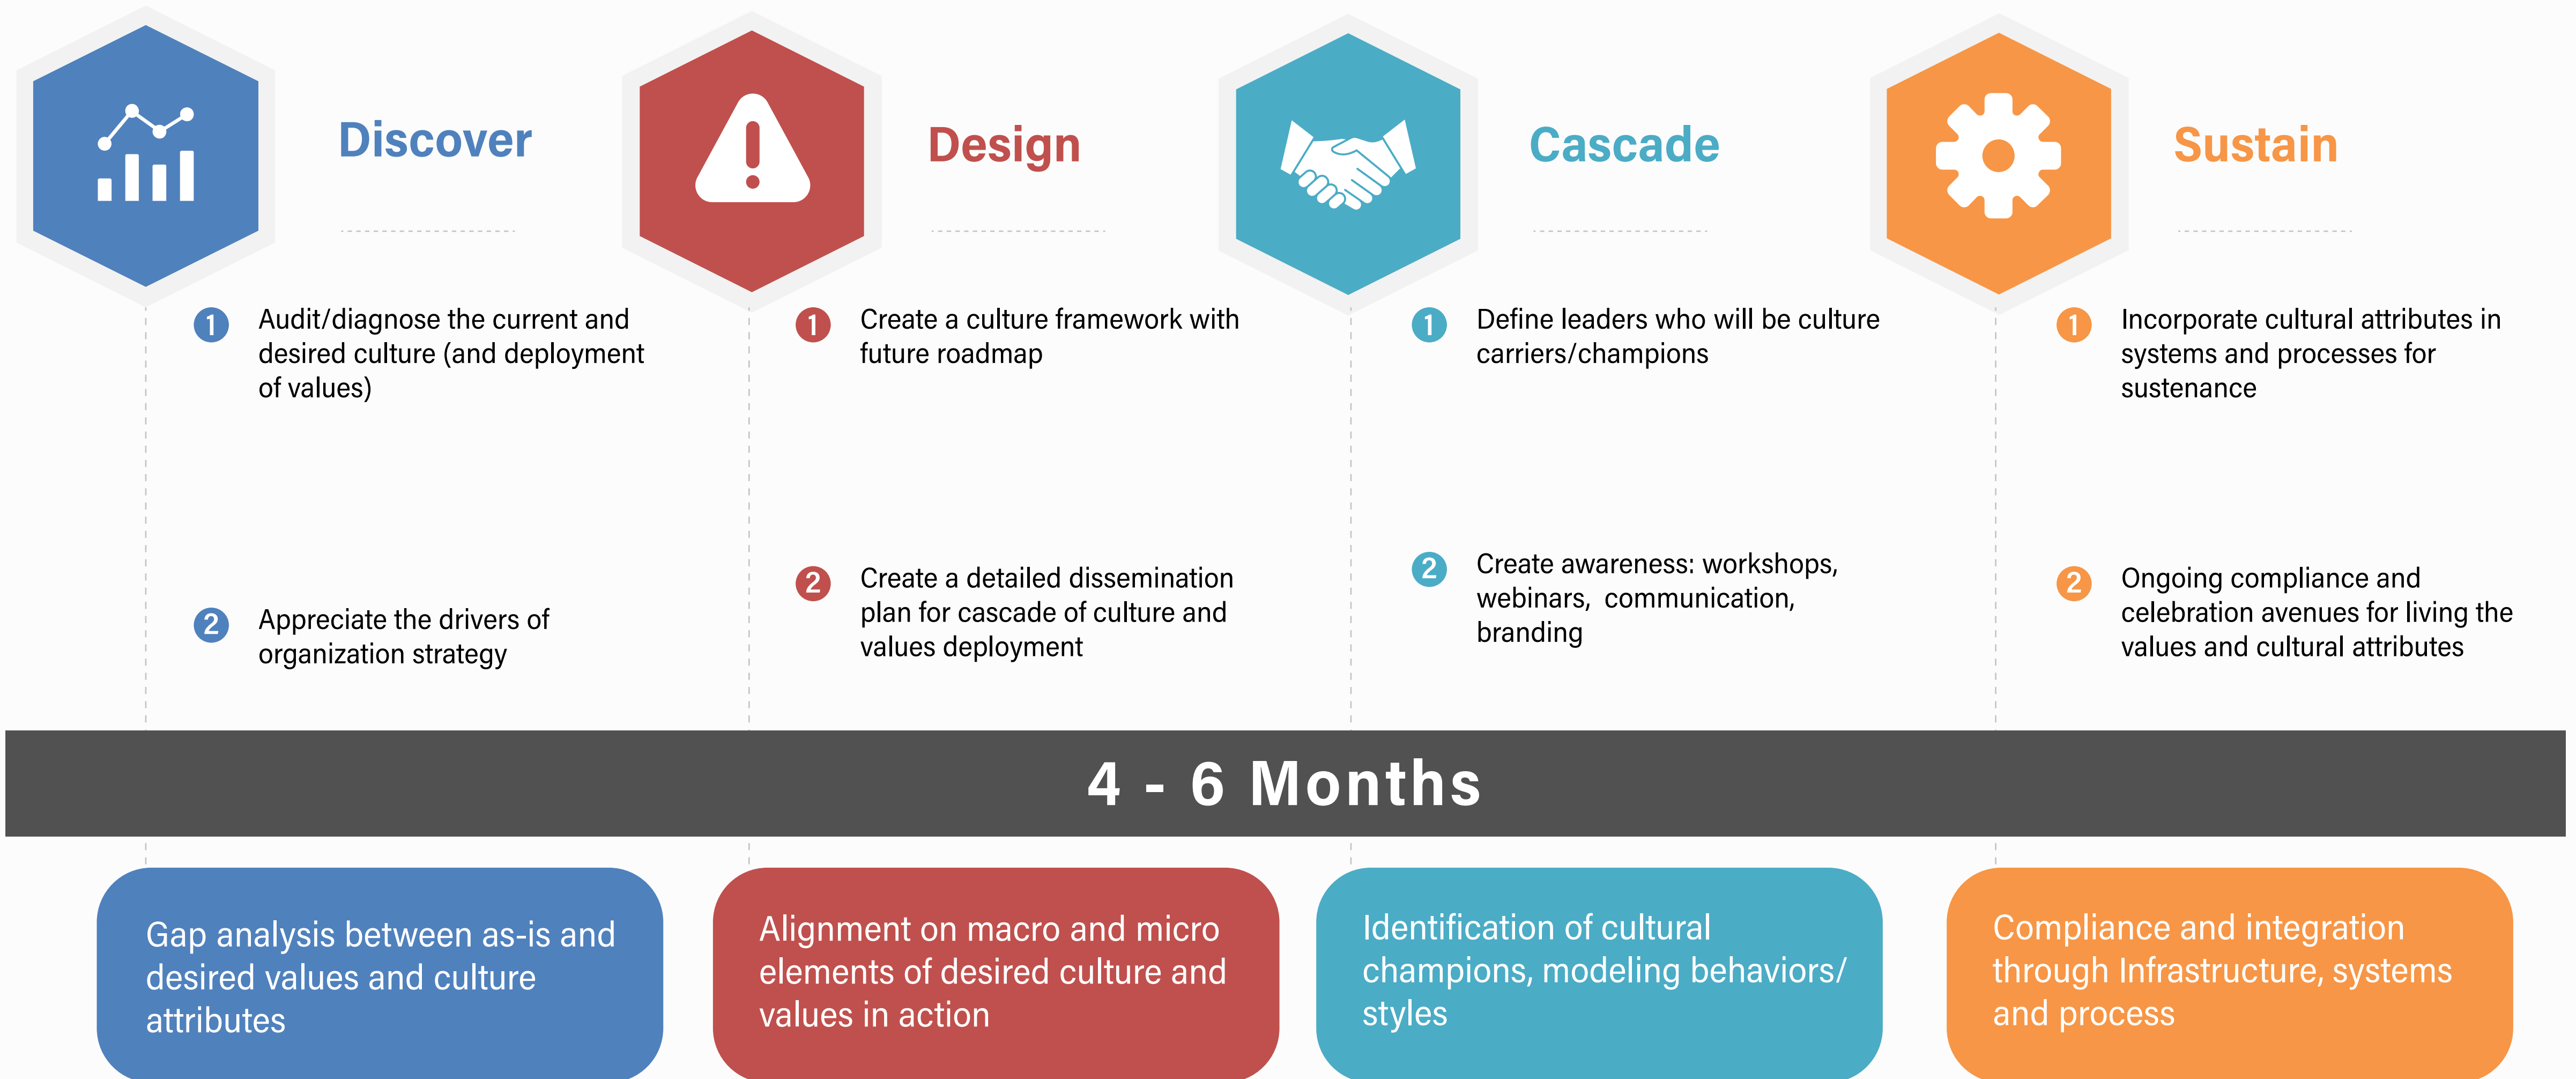 Discover
1
Audit/diagnose the current and
desired culture (and deployment
of values)
2
Appreciate the drivers of
organization strategy
Design
1
Create a culture framework with
future roadmap
2
Create a detailed dissemination
plan for cascade of culture and
values deployment
Cascade
1
Define leaders who will be culture
carriers/champions
2
Create awareness: workshops,
webinars,  communication,
branding
Sustain
1
Incorporate cultural attributes in
systems and processes for
sustenance
2
Ongoing compliance and
celebration avenues for living the
values and cultural attributes
4 - 6 Months
Gap analysis between as-is and
desired values and culture
attributes
Alignment on macro and micro
elements of desired culture and
values in action
Identification of cultural
champions, modeling behaviors/
styles
Compliance and integration
through Infrastructure, systems
and process